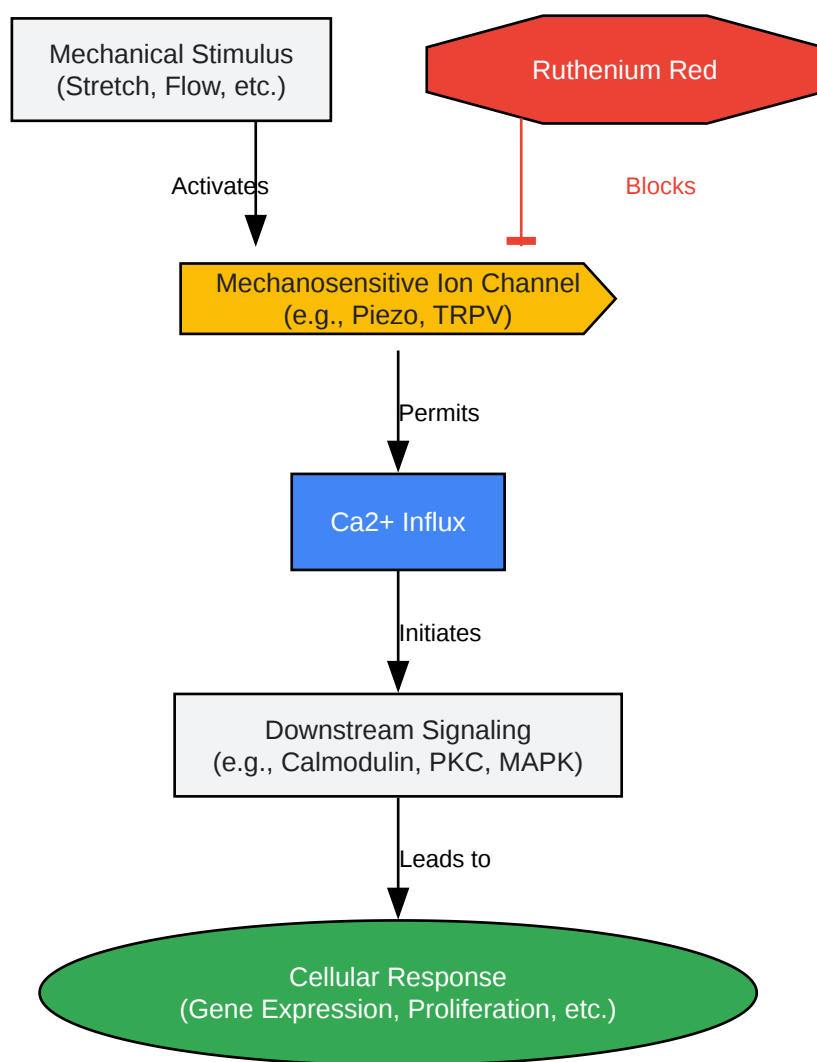 Mechanical Stimulus
(Stretch, Flow, etc.)
Ruthenium Red
Activates
Blocks
Mechanosensitive Ion Channel
(e.g., Piezo, TRPV)
Permits
Ca2+ Influx
Initiates
Downstream Signaling
(e.g., Calmodulin, PKC, MAPK)
Leads to
Cellular Response
(Gene Expression, Proliferation, etc.)